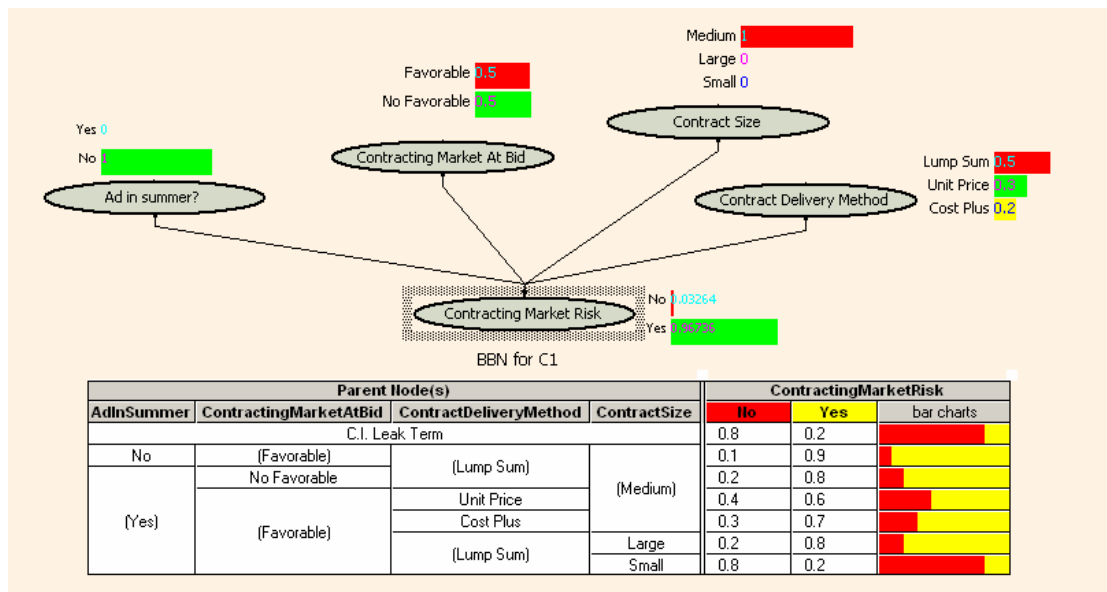 Medium 1
Large 0
Small 0
Favorable 0.5
No Favorable 0.5
Contract Size
Yes 0
No 1
Contracting Market At Bid
Lump Sum 0.5
Unit Price 0.3
Cost Plus 0.2
Ad in summer?
Contract Delivery Method
No 0.03264
Contracting Market Risk
Yes 0.96736
BBN for C1
Parent Node(s) ContractingMarketRisk
AdInSummer ContractingMarketAtBid ContractDeliveryMethod ContractSize No Yes bar charts
C.I. Leak Term 0.8 0.2
No (Favorable) (Lump Sum) (Medium) 0.1 0.9
(Yes) No Favorable 0.2 0.8
Unit Price 0.4 0.6
(Favorable) Cost Plus 0.3 0.7
(Lump Sum) Large 0.2 0.8
Small 0.8 0.2